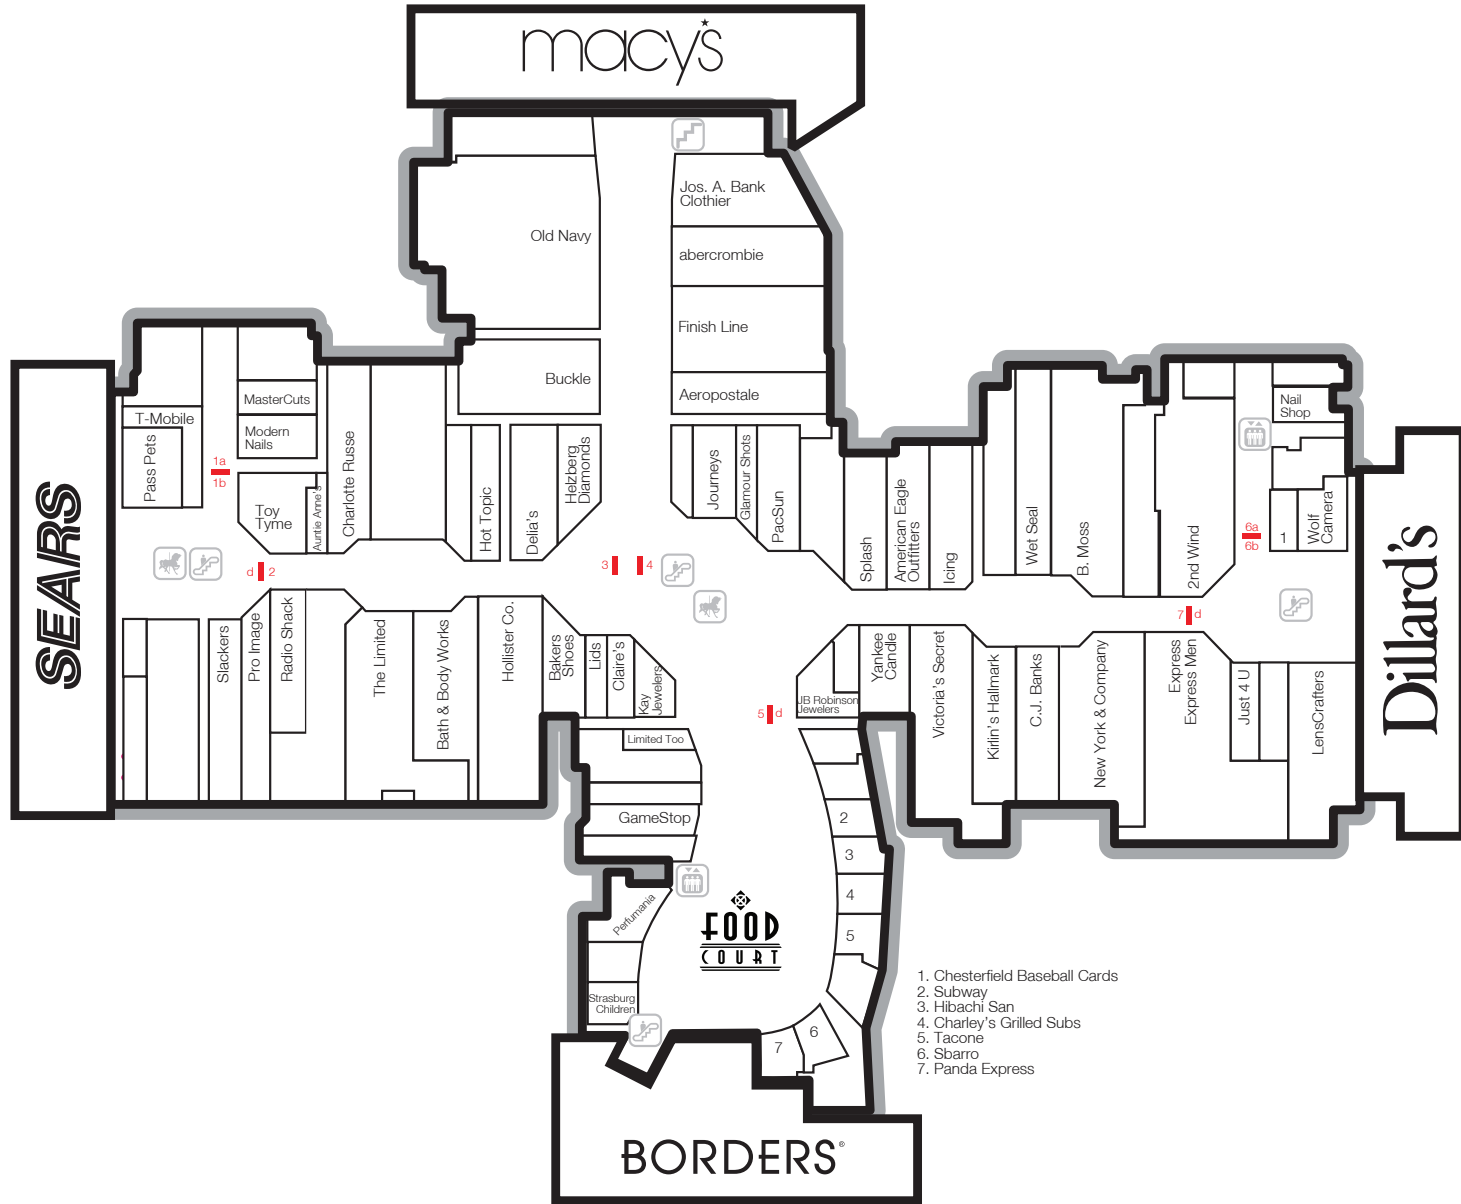 macy's
Jos. A. Bank
Clothier
Old Navy
abercrombie
Finish Line
Buckle
Aeropostale
T-Mobile
Pass Pets
MasterCuts
Modern
Nails
1a
1b
Toy
Tyme
Auntie Anne's
Charlotte Russe
Hot Topic
Delia's
Helzberg
Diamonds
Journeys
Glamour Shots
PacSun
Splash
American Eagle
Outfitters
Icing
Wet Seal
B. Moss
2nd Wind
Nail
Shop
6a
6b
1
Wolf
Camera
SEARS
d
2
3
4
7
d
Dillard's
Slackers
Pro Image
Radio Shack
The Limited
Bath & Body Works
Hollister Co.
Bakers
Shoes
Lids
Claire's
Kay
Jewelers
5
d
JB Robinson
Jewelers
Yankee
Candle
Victoria's Secret
Kirlin's Hallmark
C.J. Banks
New York & Company
Express
Express Men
Just 4 U
LensCrafters
Limited Too
GameStop
Perfumania
Strasburg
Children
FOOD
COURT
2
3
4
5
6
7
1. Chesterfield Baseball Cards
2. Subway
3. Hibachi San
4. Charley's Grilled Subs
5. Tacone
6. Sbarro
7. Panda Express
BORDERS®